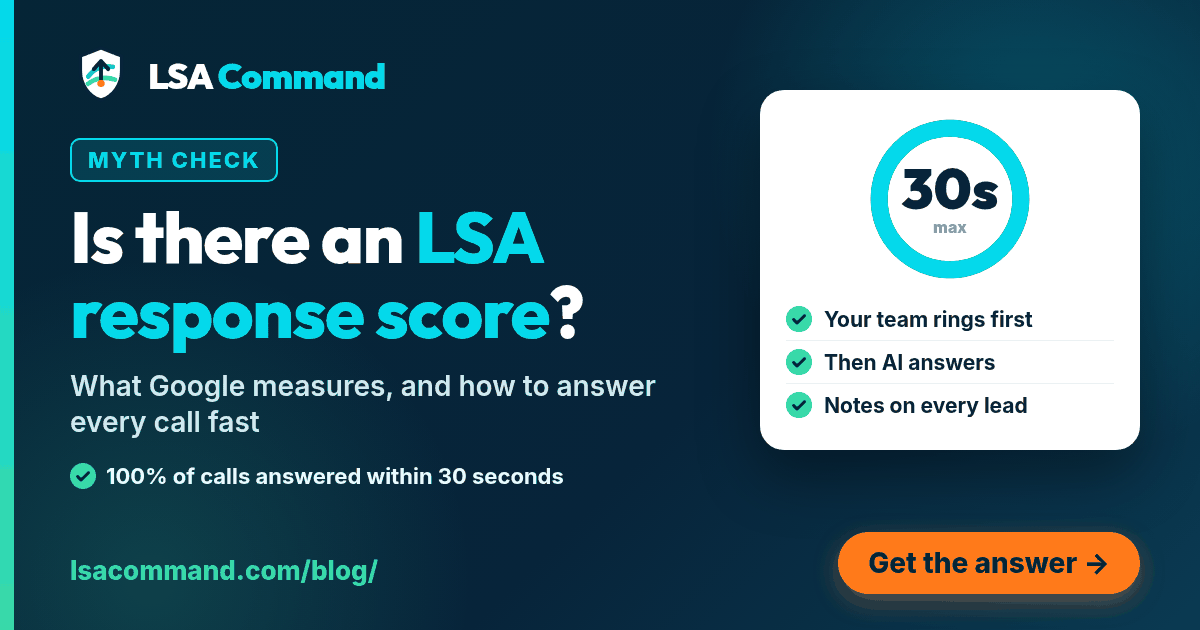 LSA Command
MYTH CHECK
Is there an LSA
response score?
What Google measures, and how to answer
every call fast
100% of calls answered within 30 seconds
lsacommand.com/blog/
30s
max
Your team rings first
Then AI answers
Notes on every lead
Get the answer →